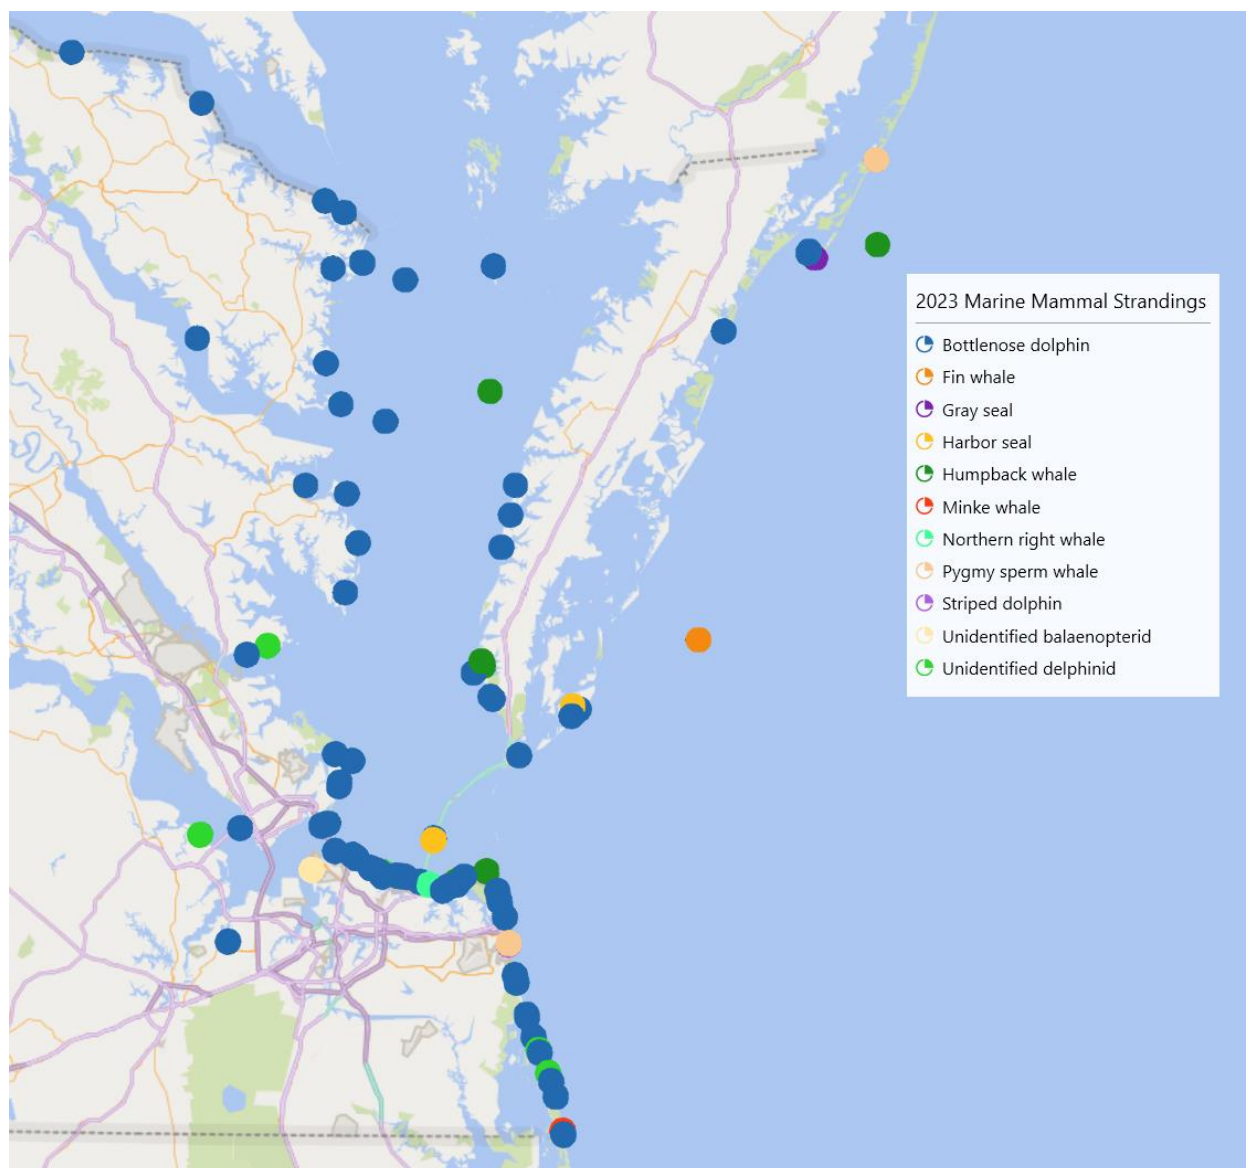 2023 Marine Mammal Strandings
Bottlenose dolphin
Fin whale
Gray seal
Harbor seal
Humpback whale
Minke whale
Northern right whale
Pygmy sperm whale
Striped dolphin
Unidentified balaenopterid
Unidentified delphinid